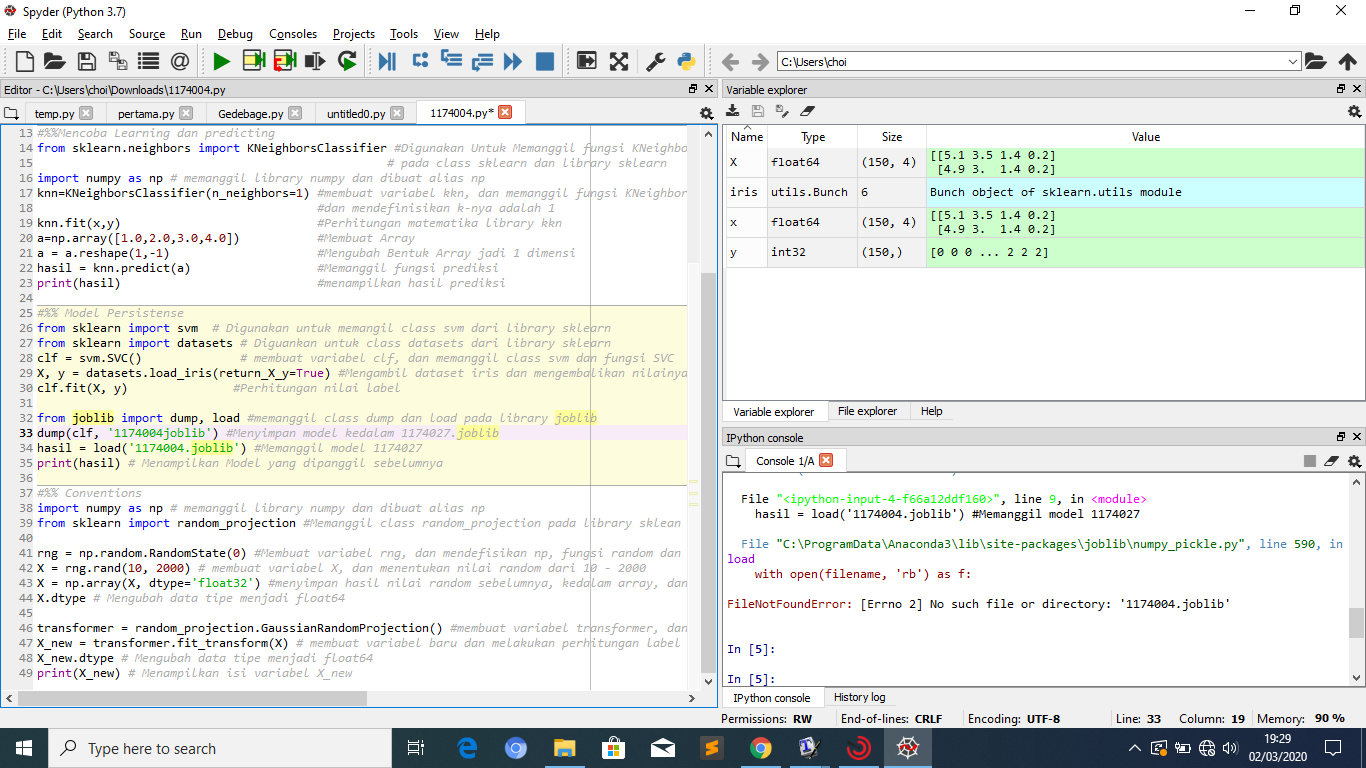 Spyder (Python 3.7)
File Edit Search Source Run Debug Consoles Projects Tools View Help
C:\Users\choi
Editor - C:\Users\choi\Downloads\1174004.py
temp.py pertama.py Gedebage.py untitled0.py 1174004.py*
13 #%%Mencoba Learning dan predicting
14 from sklearn.neighbors import KNeighborsClassifier #Digunakan Untuk Memanggil fungsi KNeighbo
15 # pada class sklearn dan library sklearn
16 import numpy as np # memanggil library numpy dan dibuat alias np
17 knn=KNeighborsClassifier(n_neighbors=1) #membuat variabel kkn, dan memanggil fungsi KNeighbor
18 #dan mendefinisikan k-nya adalah 1
19 knn.fit(x,y) #Perhitungan matematika library kkn
20 a=np.array([1.0,2.0,3.0,4.0]) #Membuat Array
21 a = a.reshape(1,-1) #Mengubah Bentuk Array jadi 1 dimensi
22 hasil = knn.predict(a) #Memanggil fungsi prediksi
23 print(hasil) #menampilkan hasil prediksi
24
25 #%% Model Persistense
26 from sklearn import svm # Digunakan untuk memangil class svm dari library sklearn
27 from sklearn import datasets # Diguankan untuk class datasets dari library sklearn
28 clf = svm.SVC() # membuat variabel clf, dan memanggil class svm dan fungsi SVC
29 X, y = datasets.load_iris(return_X_y=True) #Mengambil dataset iris dan mengembalikan nilainya
30 clf.fit(X, y) #Perhitungan nilai label
31
32 from joblib import dump, load #memanggil class dump dan load pada library joblib
33 dump(clf, '1174004joblib') #Menyimpan model kedalam 1174027.joblib
34 hasil = load('1174004.joblib') #Memanggil model 1174027
35 print(hasil) # Menampilkan Model yang dipanggil sebelumnya
36
37 #%% Conventions
38 import numpy as np # memanggil library numpy dan dibuat alias np
39 from sklearn import random_projection #Memanggil class random_projection pada library sklean
40
41 rng = np.random.RandomState(0) #Membuat variabel rng, dan mendefisikan np, fungsi random dan
42 X = rng.rand(10, 2000) # membuat variabel X, dan menentukan nilai random dari 10 - 2000
43 X = np.array(X, dtype='float32') #menyimpan hasil nilai random sebelumnya, kedalam array, dan
44 X.dtype # Mengubah data tipe menjadi float64
45
46 transformer = random_projection.GaussianRandomProjection() #membuat variabel transformer, dan
47 X_new = transformer.fit_transform(X) # membuat variabel baru dan melakukan perhitungan label
48 X_new.dtype # Mengubah data tipe menjadi float64
49 print(X_new) # Menampilkan isi variabel X_new
Variable explorer
Name Type Size Value
X float64 (150, 4) [[5.1 3.5 1.4 0.2]
[4.9 3. 1.4 0.2]
iris utils.Bunch 6 Bunch object of sklearn.utils module
x float64 (150, 4) [[5.1 3.5 1.4 0.2]
[4.9 3. 1.4 0.2]
y int32 (150,) [0 0 0 ... 2 2 2]
Variable explorer File explorer Help
IPython console
Console 1/A
File "<ipython-input-4-f66a12ddf160>", line 9, in <module>
hasil = load('1174004.joblib') #Memanggil model 1174027
File "C:\ProgramData\Anaconda3\lib\site-packages\joblib\numpy_pickle.py", line 590, in
load
with open(filename, 'rb') as f:
FileNotFoundError: [Errno 2] No such file or directory: '1174004.joblib'
In [5]:
In [5]:
IPython console History log
Permissions: RW End-of-lines: CRLF Encoding: UTF-8 Line: 33 Column: 19 Memory: 90 %
Type here to search
19:29
02/03/2020